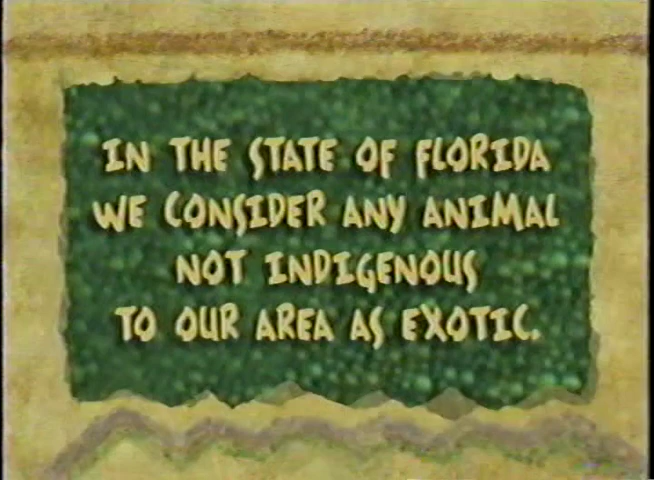 IN THE STATE OF FLORIDA
WE CONSIDER ANY ANIMAL
NOT INDIGENOUS
TO OUR AREA AS EXOTIC.